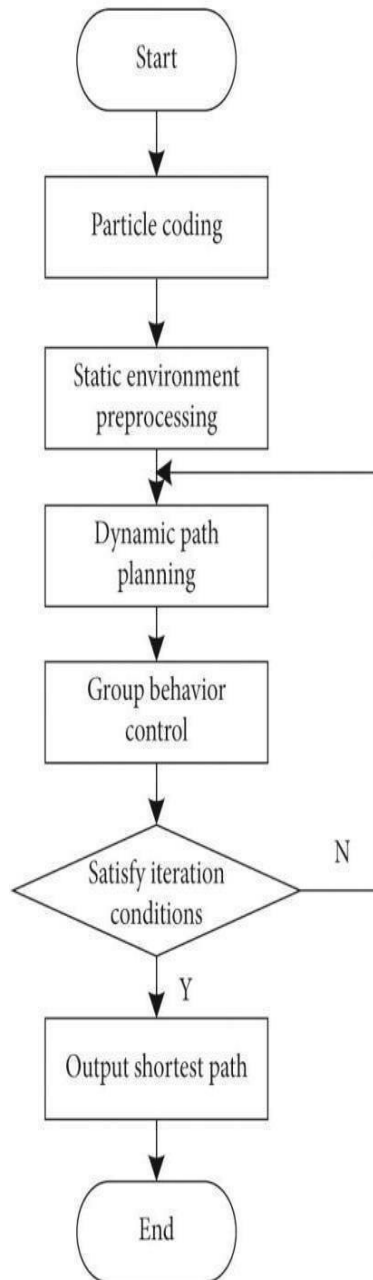 Start
Particle coding
Static environment
preprocessing
Dynamic path
planning
Group behavior
control
Satisfy iteration
conditions
N
Y
Output shortest path
End